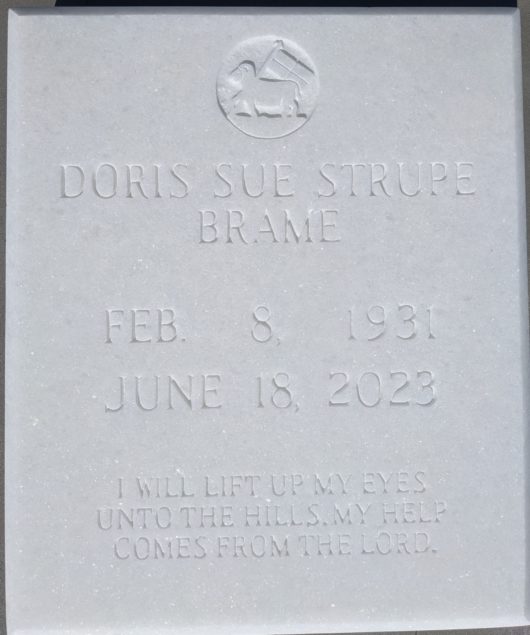 DORIS SUE STRUPE
BRAME
FEB. 8, 1931
JUNE 18, 2023
I WILL LIFT UP MY EYES
UNTO THE HILLS. MY HELP
COMES FROM THE LORD.